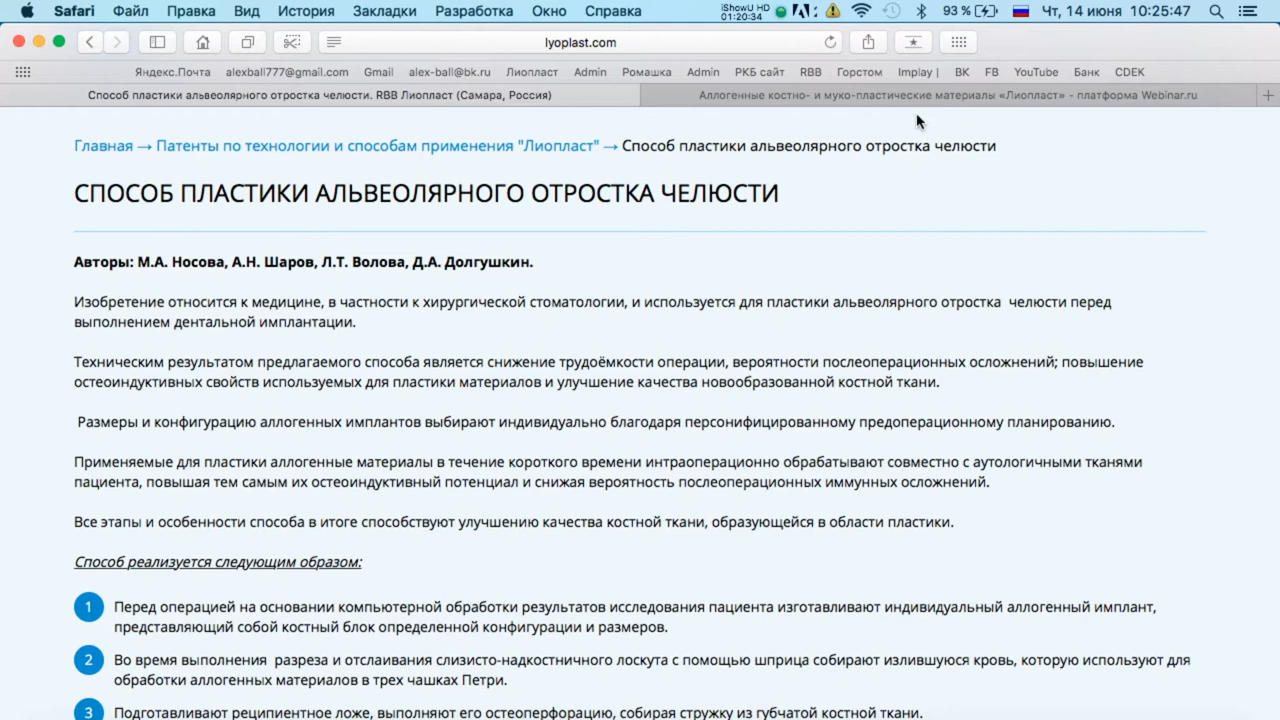 Safari Файл Правка Вид История Закладки Разработка Окно Справка iShowU HD 01:20:34 93 % Чт, 14 июня 10:25:47
lyoplast.com
Яндекс.Почта alexball777@gmail.com Gmail alex-ball@bk.ru Лиопласт Admin Ромашка Admin РКБ сайт RBB Горстом Implay | ВК FB YouTube Банк CDEK
Способ пластики альвеолярного отростка челюсти. RBB Лиопласт (Самара, Россия) Аллогенные костно- и муко-пластические материалы «Лиопласт» - платформа Webinar.ru
Главная → Патенты по технологии и способам применения "Лиопласт" → Способ пластики альвеолярного отростка челюсти
СПОСОБ ПЛАСТИКИ АЛЬВЕОЛЯРНОГО ОТРОСТКА ЧЕЛЮСТИ
Авторы: М.А. Носова, А.Н. Шаров, Л.Т. Волова, Д.А. Долгушкин.
Изобретение относится к медицине, в частности к хирургической стоматологии, и используется для пластики альвеолярного отростка челюсти перед
выполнением дентальной имплантации.
Техническим результатом предлагаемого способа является снижение трудоёмкости операции, вероятности послеоперационных осложнений; повышение
остеоиндуктивных свойств используемых для пластики материалов и улучшение качества новообразованной костной ткани.
Размеры и конфигурацию аллогенных имплантов выбирают индивидуально благодаря персонифицированному предоперационному планированию.
Применяемые для пластики аллогенные материалы в течение короткого времени интраоперационно обрабатывают совместно с аутологичными тканями
пациента, повышая тем самым их остеоиндуктивный потенциал и снижая вероятность послеоперационных иммунных осложнений.
Все этапы и особенности способа в итоге способствуют улучшению качества костной ткани, образующейся в области пластики.
Способ реализуется следующим образом:
1 Перед операцией на основании компьютерной обработки результатов исследования пациента изготавливают индивидуальный аллогенный имплант,
представляющий собой костный блок определенной конфигурации и размеров.
2 Во время выполнения разреза и отслаивания слизисто-надкостничного лоскута с помощью шприца собирают излившуюся кровь, которую используют для
обработки аллогенных материалов в трех чашках Петри.
3 Подготавливают реципиентное ложе, выполняют его остеоперфорацию, собирая стружку из губчатой костной ткани.